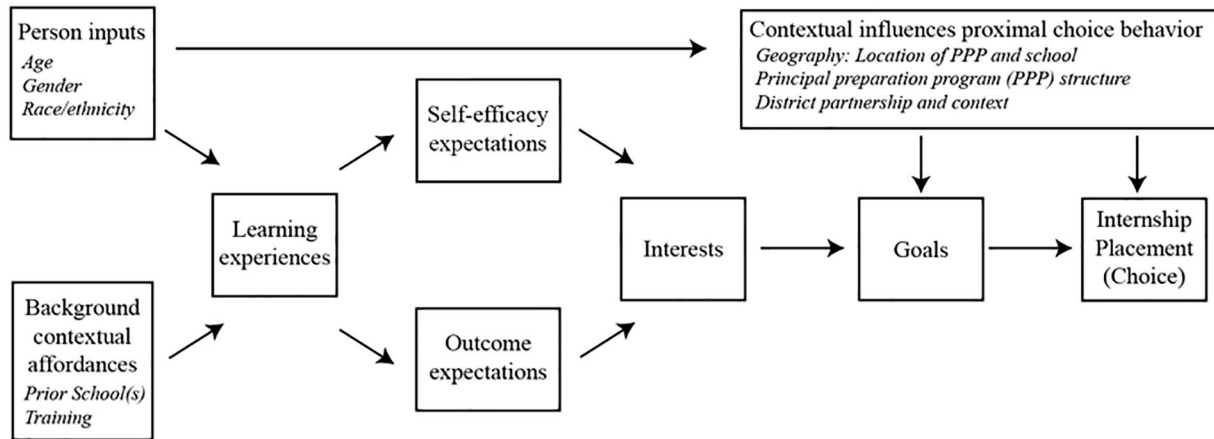 Person inputs
Age
Gender
Race/ethnicity
Contextual influences proximal choice behavior
Geography: Location of PPP and school
Principal preparation program (PPP) structure
District partnership and context
Self-efficacy
expectations
Learning
experiences
Interests
Goals
Internship
Placement
(Choice)
Background
contextual
affordances
Prior School(s)
Training
Outcome
expectations